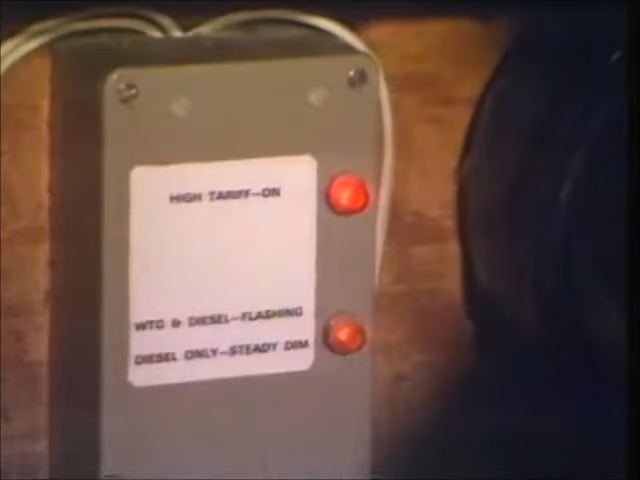 HIGH TARIFF—ON
WTG & DIESEL—FLASHING
DIESEL ONLY—STEADY DIM